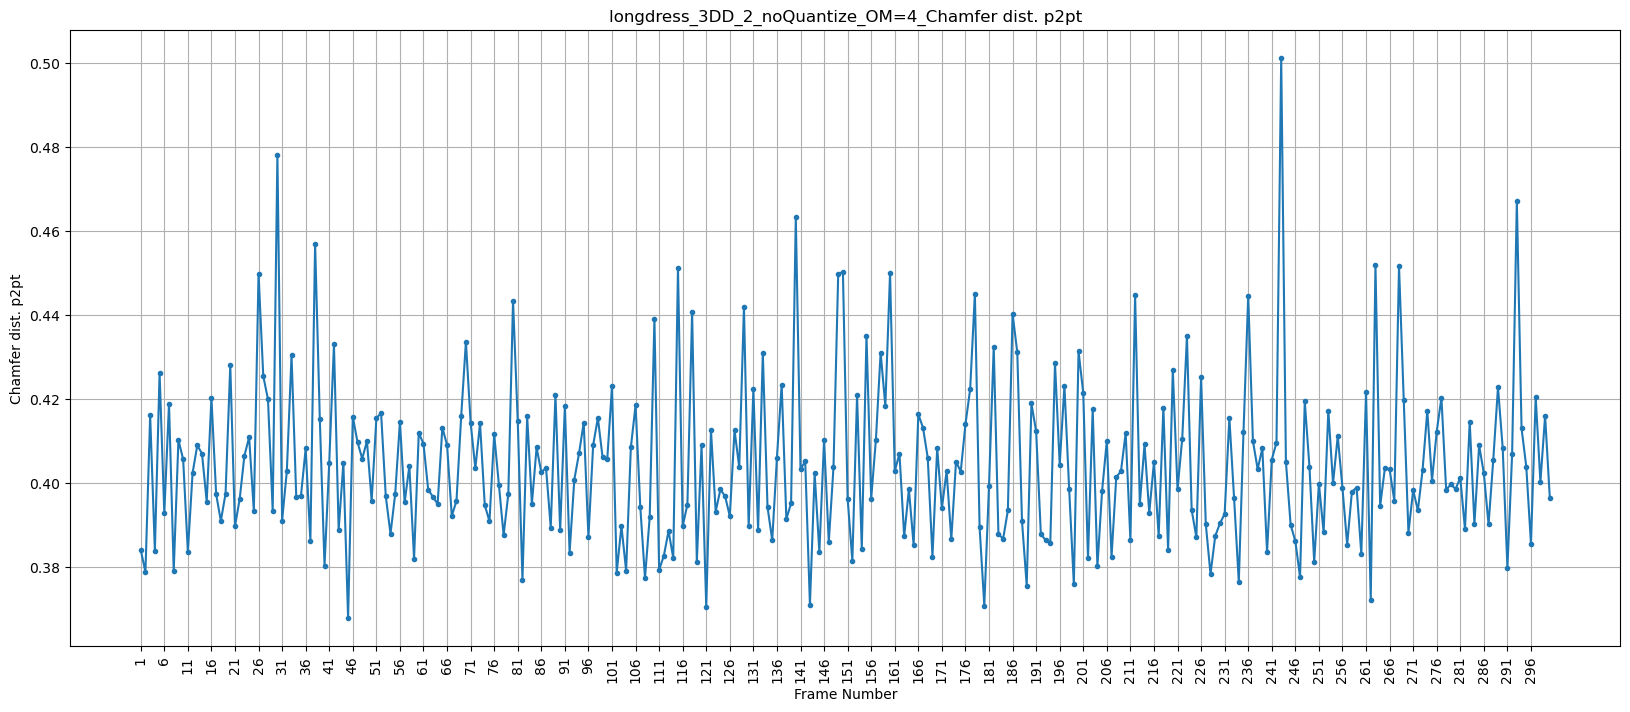 longdress_3DD_2_noQuantize_OM=4_Chamfer dist. p2pt
Chamfer dist. p2pt
0.50
0.48
0.46
0.44
0.42
0.40
0.38
1 6 11 16 21 26 31 36 41 46 51 56 61 66 71 76 81 86 91 96 101 106 111 116 121 126 131 136 141 146 151 156 161 166 171 176 181 186 191 196 201 206 211 216 221 226 231 236 241 246 251 256 261 266 271 276 281 286 291 296
Frame Number